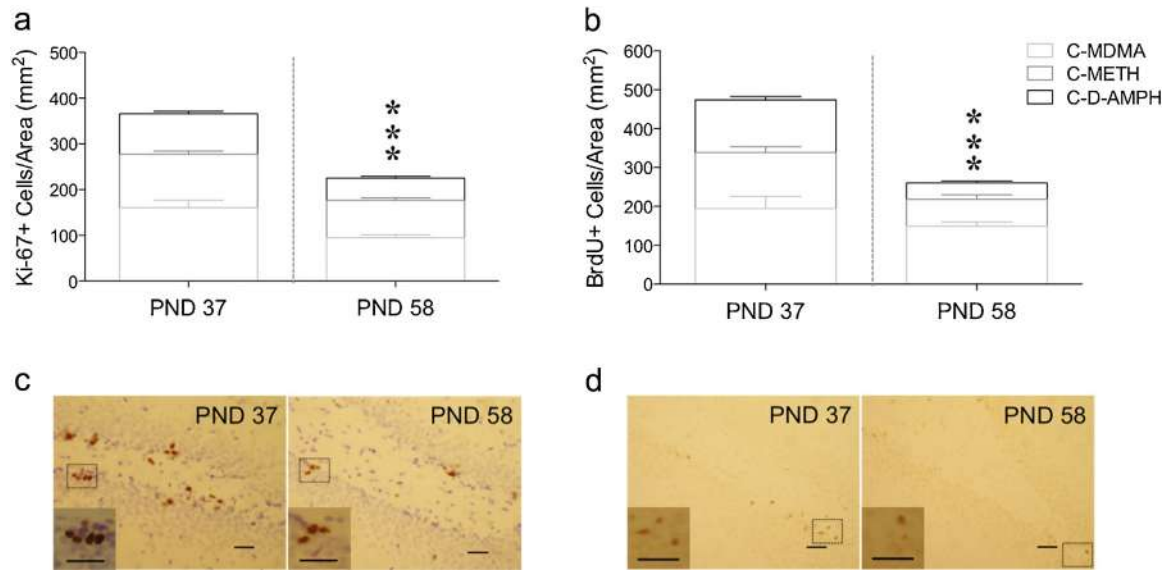 a
Ki-67+ Cells/Area (mm²)
500
400
300
200
100
0
***
PND 37
PND 58
b
BrdU+ Cells/Area (mm²)
600
500
400
300
200
100
0
***
PND 37
PND 58
C-MDMA
C-METH
C-D-AMPH
c
PND 37
PND 58
d
PND 37
PND 58